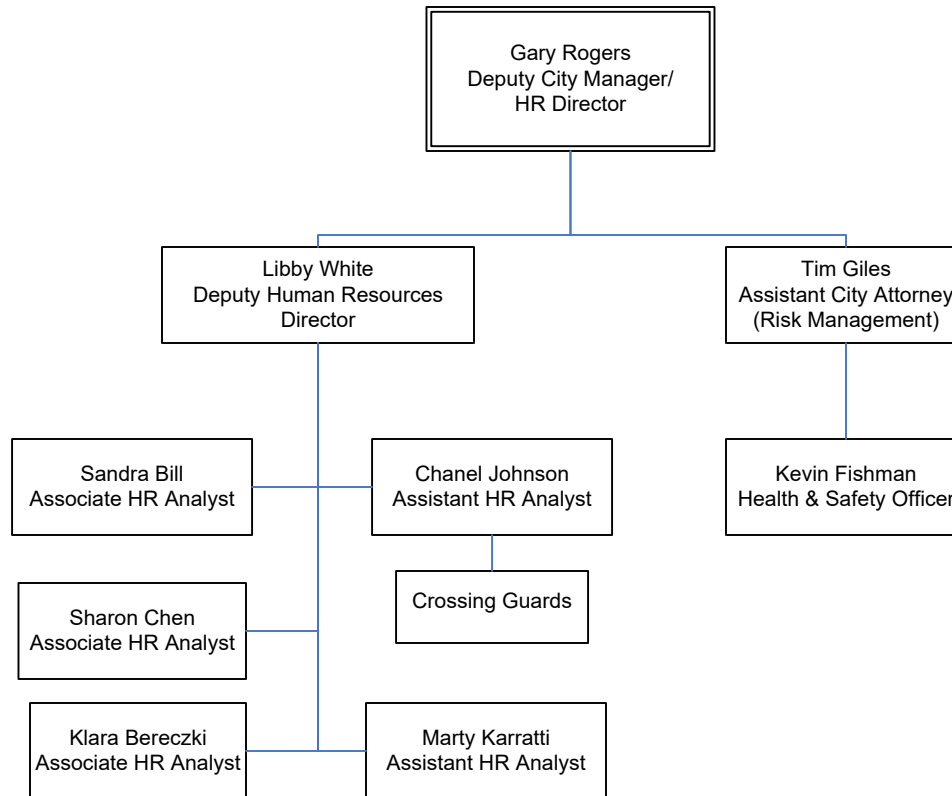 Gary Rogers
Deputy City Manager/
HR Director
Libby White
Deputy Human Resources
Director
Tim Giles
Assistant City Attorney
(Risk Management)
Sandra Bill
Associate HR Analyst
Chanel Johnson
Assistant HR Analyst
Kevin Fishman
Health & Safety Officer
Crossing Guards
Sharon Chen
Associate HR Analyst
Klara Bereczki
Associate HR Analyst
Marty Karratti
Assistant HR Analyst